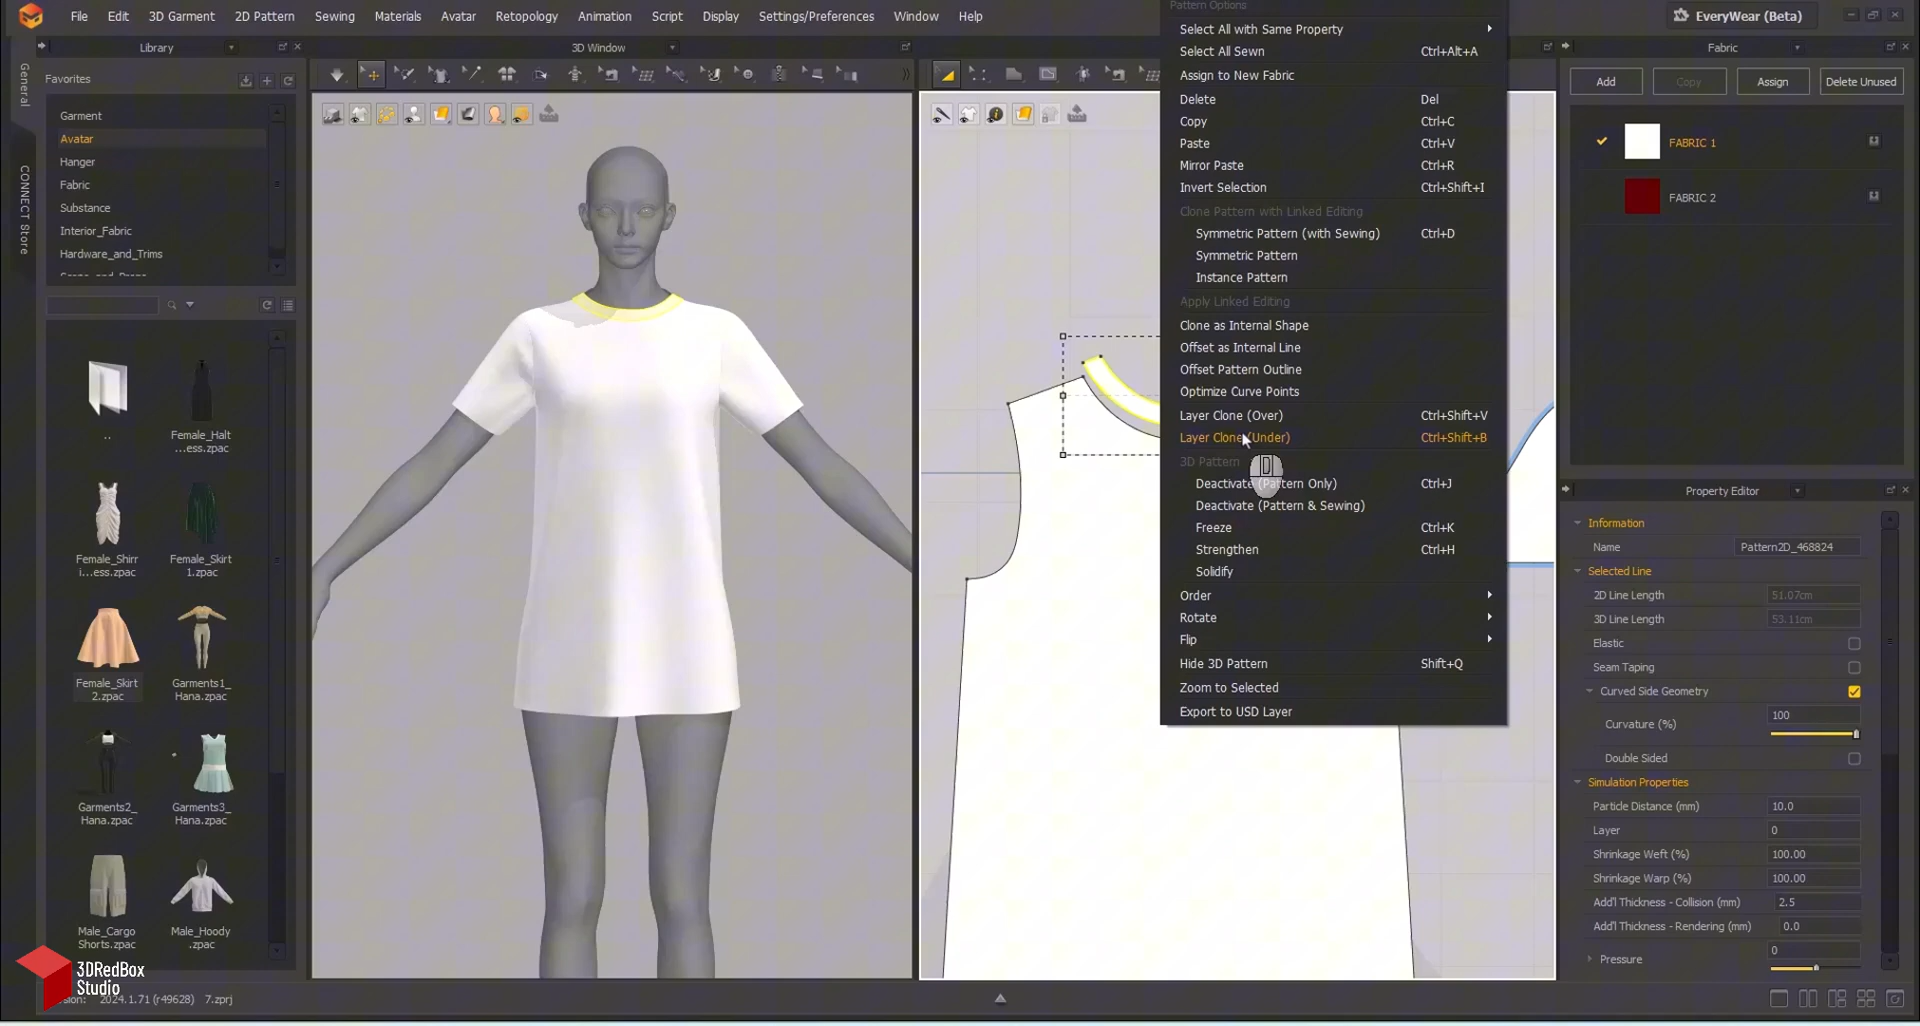 File Edit 3D Garment 2D Pattern Sewing Materials Avatar Retopology Animation Script Display Settings/Preferences Window Help
EveryWear (Beta)
General
CONNECT Store
Library
Favorites
Garment
Avatar
Hanger
Fabric
Substance
Interior_Fabric
Hardware_and_Trims
..
Female_Halt
...ess.zpac
Female_Shirr
i...ess.zpac
Female_Skirt
1.zpac
Female_Skirt
2.zpac
Garments1_
Hana.zpac
Garments2_
Hana.zpac
Garments3_
Hana.zpac
Male_Cargo
Shorts.zpac
Male_Hoody
.zpac
3DRedBox
Studio
2024.1.71 (r49628) 7.zprj
3D Window
Pattern Options
Select All with Same Property
Select All Sewn Ctrl+Alt+A
Assign to New Fabric
Delete Del
Copy Ctrl+C
Paste Ctrl+V
Mirror Paste Ctrl+R
Invert Selection Ctrl+Shift+I
Clone Pattern with Linked Editing
Symmetric Pattern (with Sewing) Ctrl+D
Symmetric Pattern
Instance Pattern
Apply Linked Editing
Clone as Internal Shape
Offset as Internal Line
Offset Pattern Outline
Optimize Curve Points
Layer Clone (Over) Ctrl+Shift+V
Layer Clone (Under) Ctrl+Shift+B
3D Pattern
Deactivate (Pattern Only) Ctrl+J
Deactivate (Pattern & Sewing)
Freeze Ctrl+K
Strengthen Ctrl+H
Solidify
Order
Rotate
Flip
Hide 3D Pattern Shift+Q
Zoom to Selected
Export to USD Layer
Fabric
Add Copy Assign Delete Unused
FABRIC 1
FABRIC 2
Property Editor
Information
Name Pattern2D_468824
Selected Line
2D Line Length 51.07cm
3D Line Length 53.11cm
Elastic
Seam Taping
Curved Side Geometry
Curvature (%) 100
Double Sided
Simulation Properties
Particle Distance (mm) 10.0
Layer 0
Shrinkage Weft (%) 100.00
Shrinkage Warp (%) 100.00
Add'l Thickness - Collision (mm) 2.5
Add'l Thickness - Rendering (mm) 0.0
Pressure 0